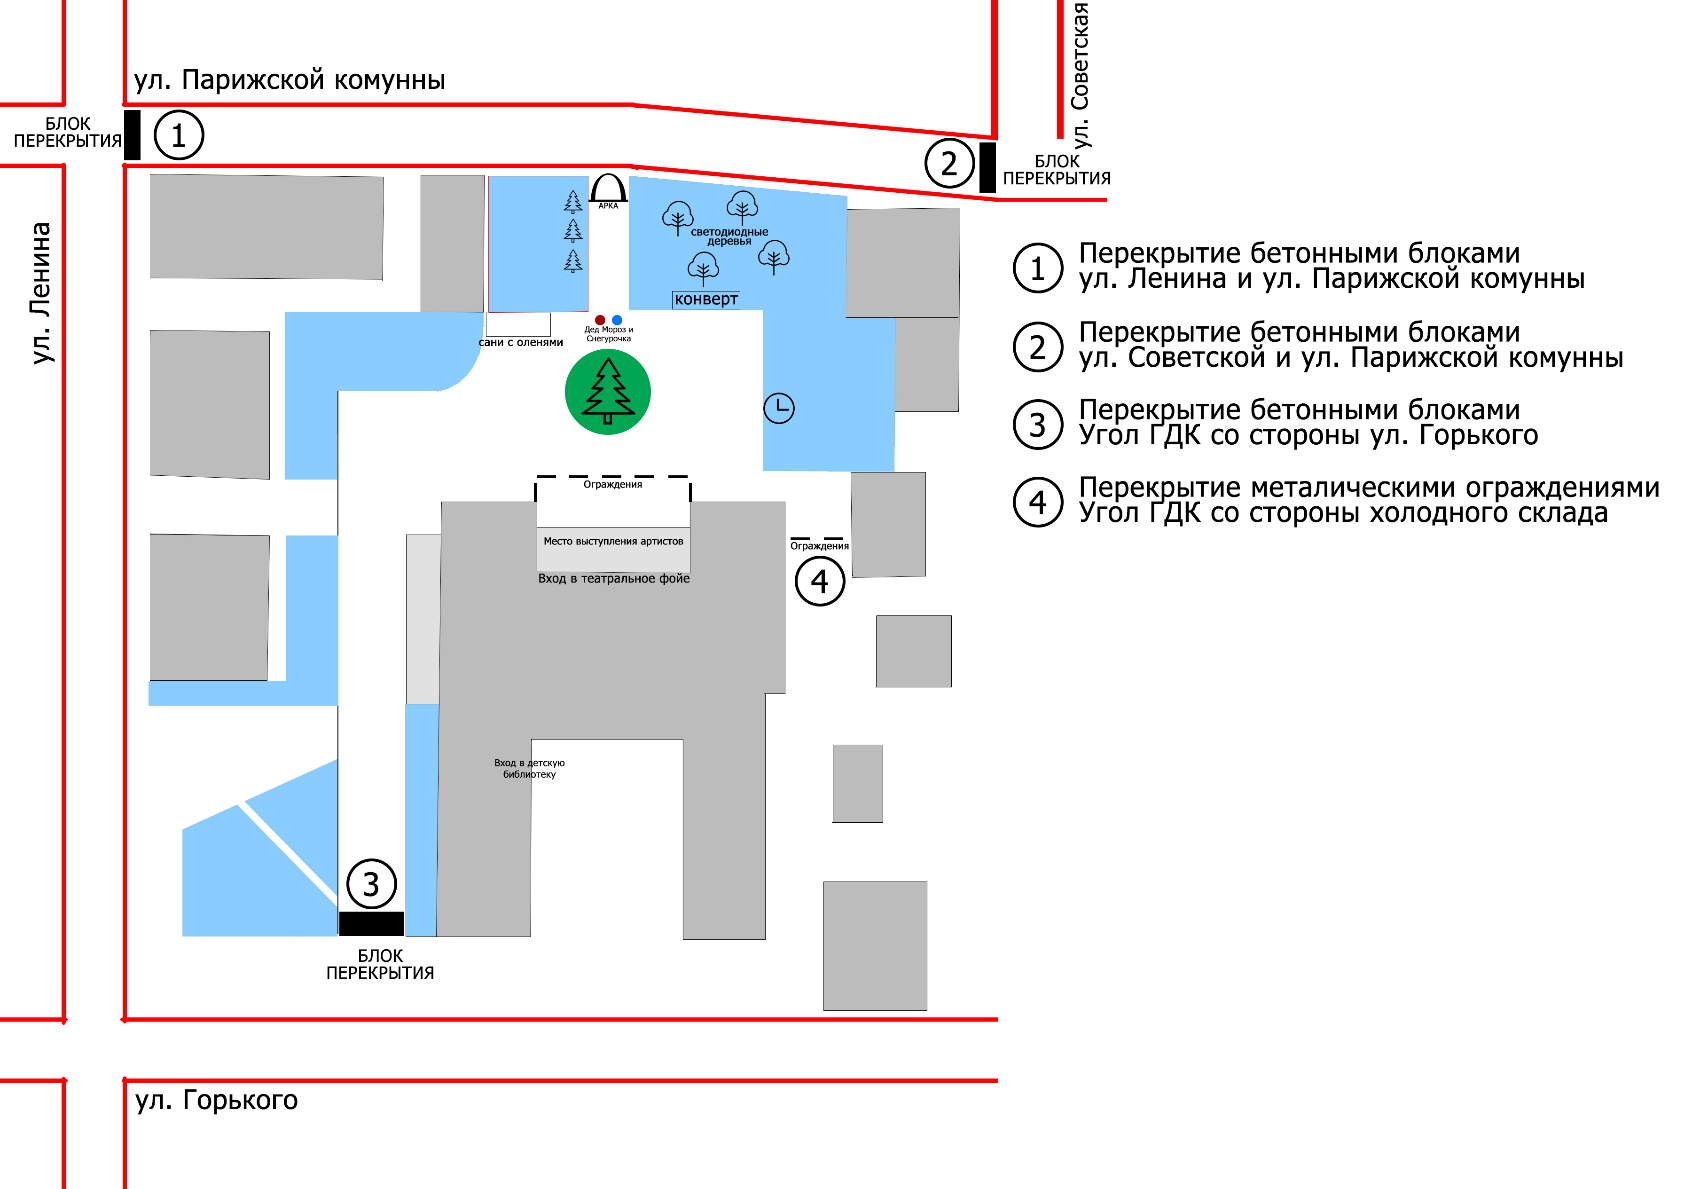 ул. Советская
ул. Парижской комунны
БЛОК
ПЕРЕКРЫТИЯ
1
2
БЛОК
ПЕРЕКРЫТИЯ
АРКА
светодиодные
деревья
конверт
ул. Ленина
Дед Мороз и
Снегурочка
сани с оленями
1
Перекрытие бетонными блоками
ул. Ленина и ул. Парижской комунны
2
Перекрытие бетонными блоками
ул. Советской и ул. Парижской комунны
3
Перекрытие бетонными блоками
Угол ГДК со стороны ул. Горького
4
Перекрытие металическими ограждениями
Угол ГДК со стороны холодного склада
Ограждения
Место выступления артистов
Вход в театральное фойе
Ограждения
4
Вход в детскую
библиотеку
3
БЛОК
ПЕРЕКРЫТИЯ
ул. Горького